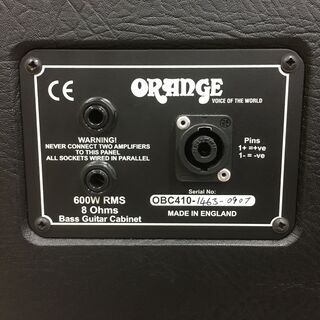 CE
ORANGE
VOICE OF THE WORLD
WARNING!
NEVER CONNECT TWO AMPLIFIERS
TO THIS PANEL
ALL SOCKETS WIRED IN PARALLEL
Pins
1+ =+ve
1- = -ve
600W RMS
8 Ohms
Bass Guitar Cabinet
Serial No:
OBC410-1463-0907
MADE IN ENGLAND